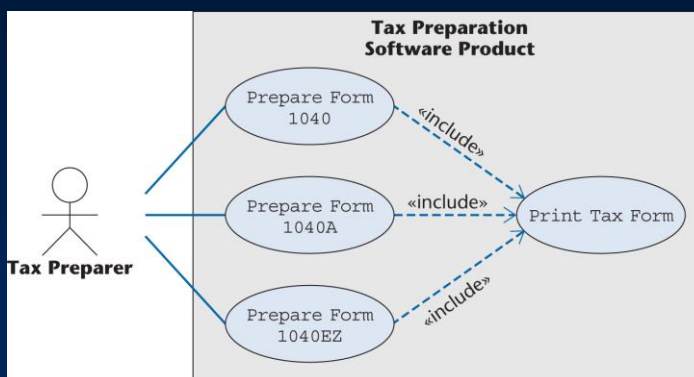 Tax Preparation
Software Product
Prepare Form
1040
«include»
Prepare Form
1040A
«include»
Print Tax Form
Tax Preparer
Prepare Form
1040EZ
«include»